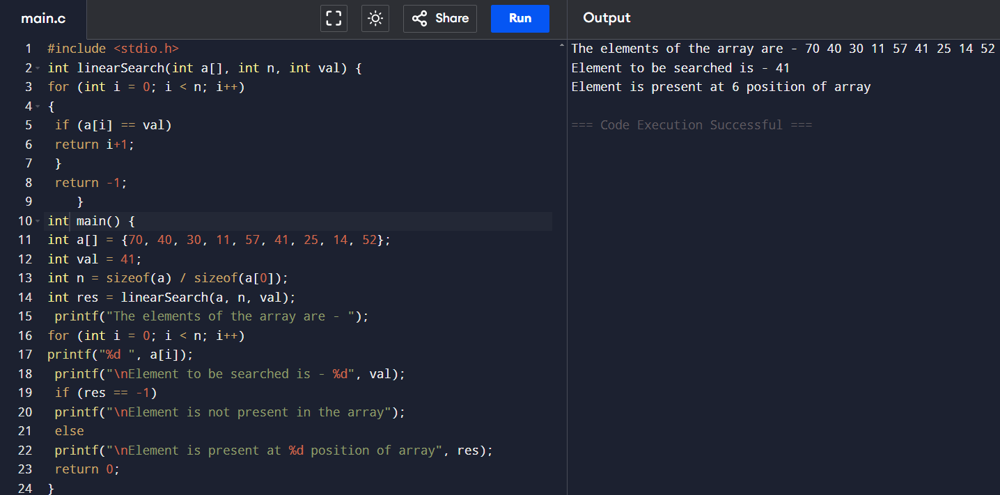 main.c
Share
Run
Output
1 #include <stdio.h>
2 int linearSearch(int a[], int n, int val) {
3 for (int i = 0; i < n; i++)
4 {
5  if (a[i] == val)
6  return i+1;
7  }
8  return -1;
9     }
10 int main() {
11 int a[] = {70, 40, 30, 11, 57, 41, 25, 14, 52};
12 int val = 41;
13 int n = sizeof(a) / sizeof(a[0]);
14 int res = linearSearch(a, n, val);
15  printf("The elements of the array are - ");
16 for (int i = 0; i < n; i++)
17 printf("%d ", a[i]);
18  printf("\nElement to be searched is - %d", val);
19  if (res == -1)
20  printf("\nElement is not present in the array");
21  else
22  printf("\nElement is present at %d position of array", res);
23  return 0;
24 }
The elements of the array are - 70 40 30 11 57 41 25 14 52
Element to be searched is - 41
Element is present at 6 position of array
=== Code Execution Successful ===